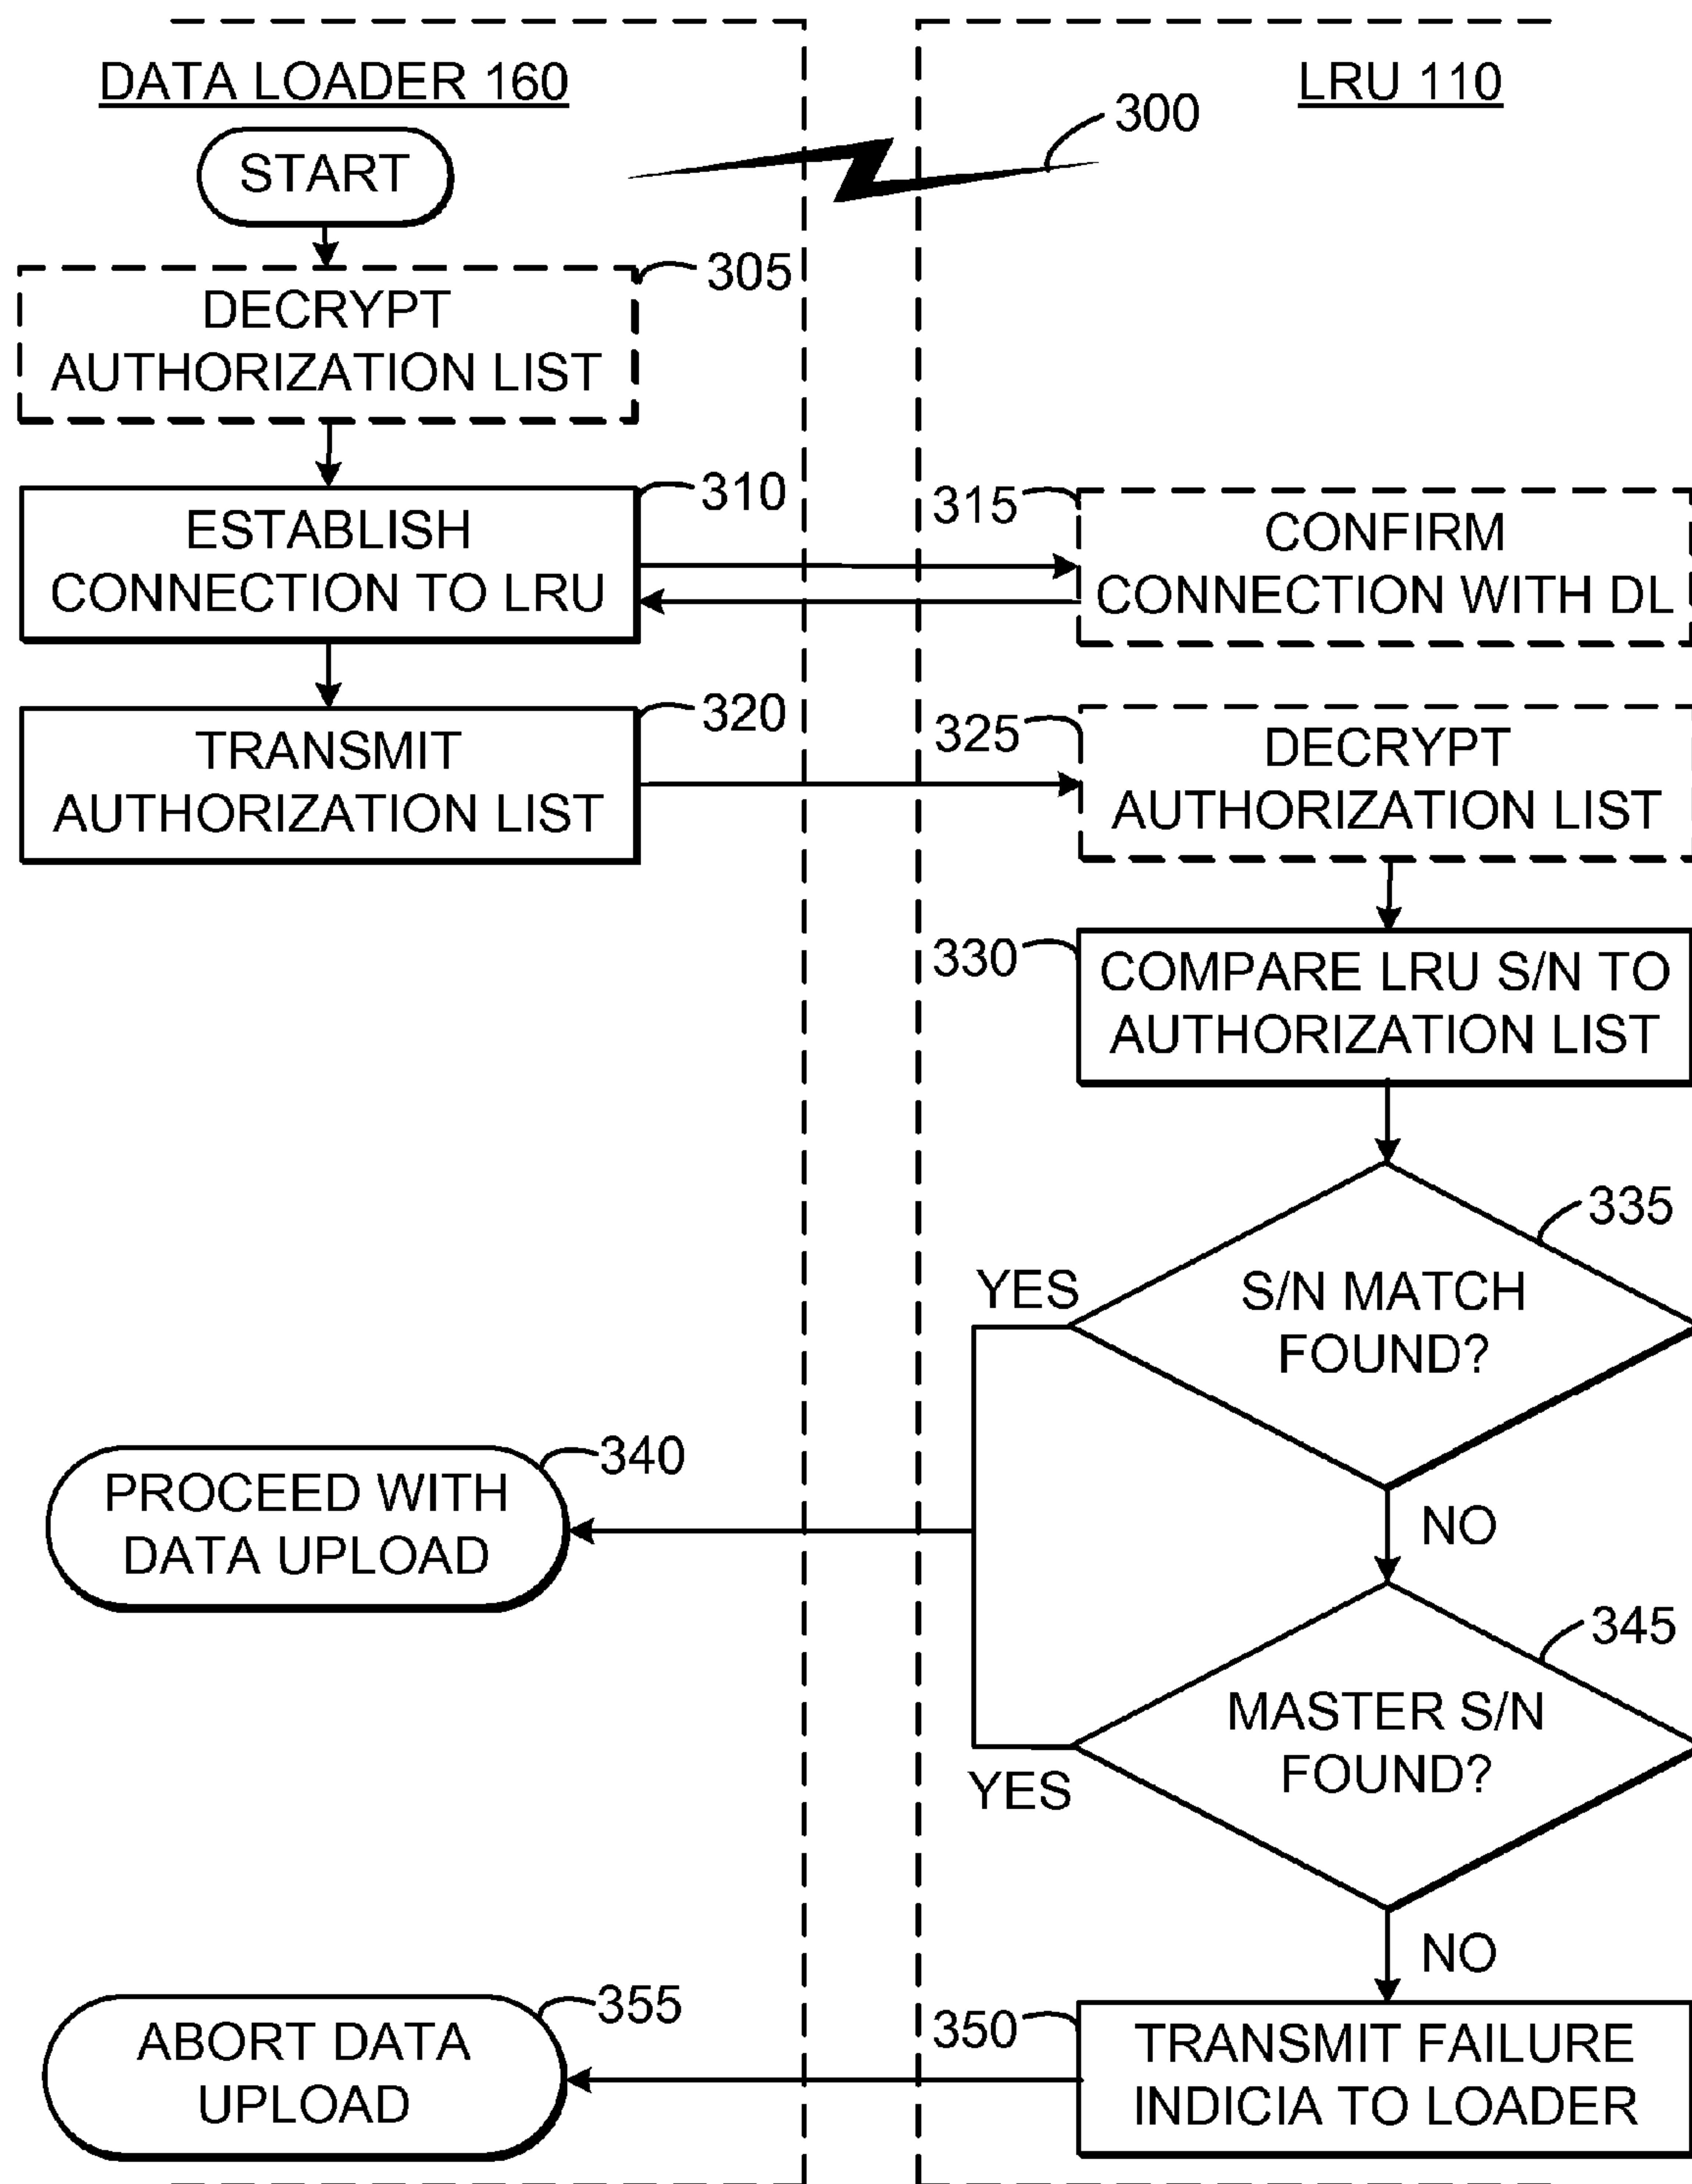 DATA LOADER 160
LRU 110
300
START
305
DECRYPT
AUTHORIZATION LIST
310
ESTABLISH
CONNECTION TO LRU
315
CONFIRM
CONNECTION WITH DL
320
TRANSMIT
AUTHORIZATION LIST
325
DECRYPT
AUTHORIZATION LIST
330
COMPARE LRU S/N TO
AUTHORIZATION LIST
335
S/N MATCH
FOUND?
YES
NO
340
PROCEED WITH
DATA UPLOAD
345
MASTER S/N
FOUND?
YES
NO
350
TRANSMIT FAILURE
INDICIA TO LOADER
355
ABORT DATA
UPLOAD